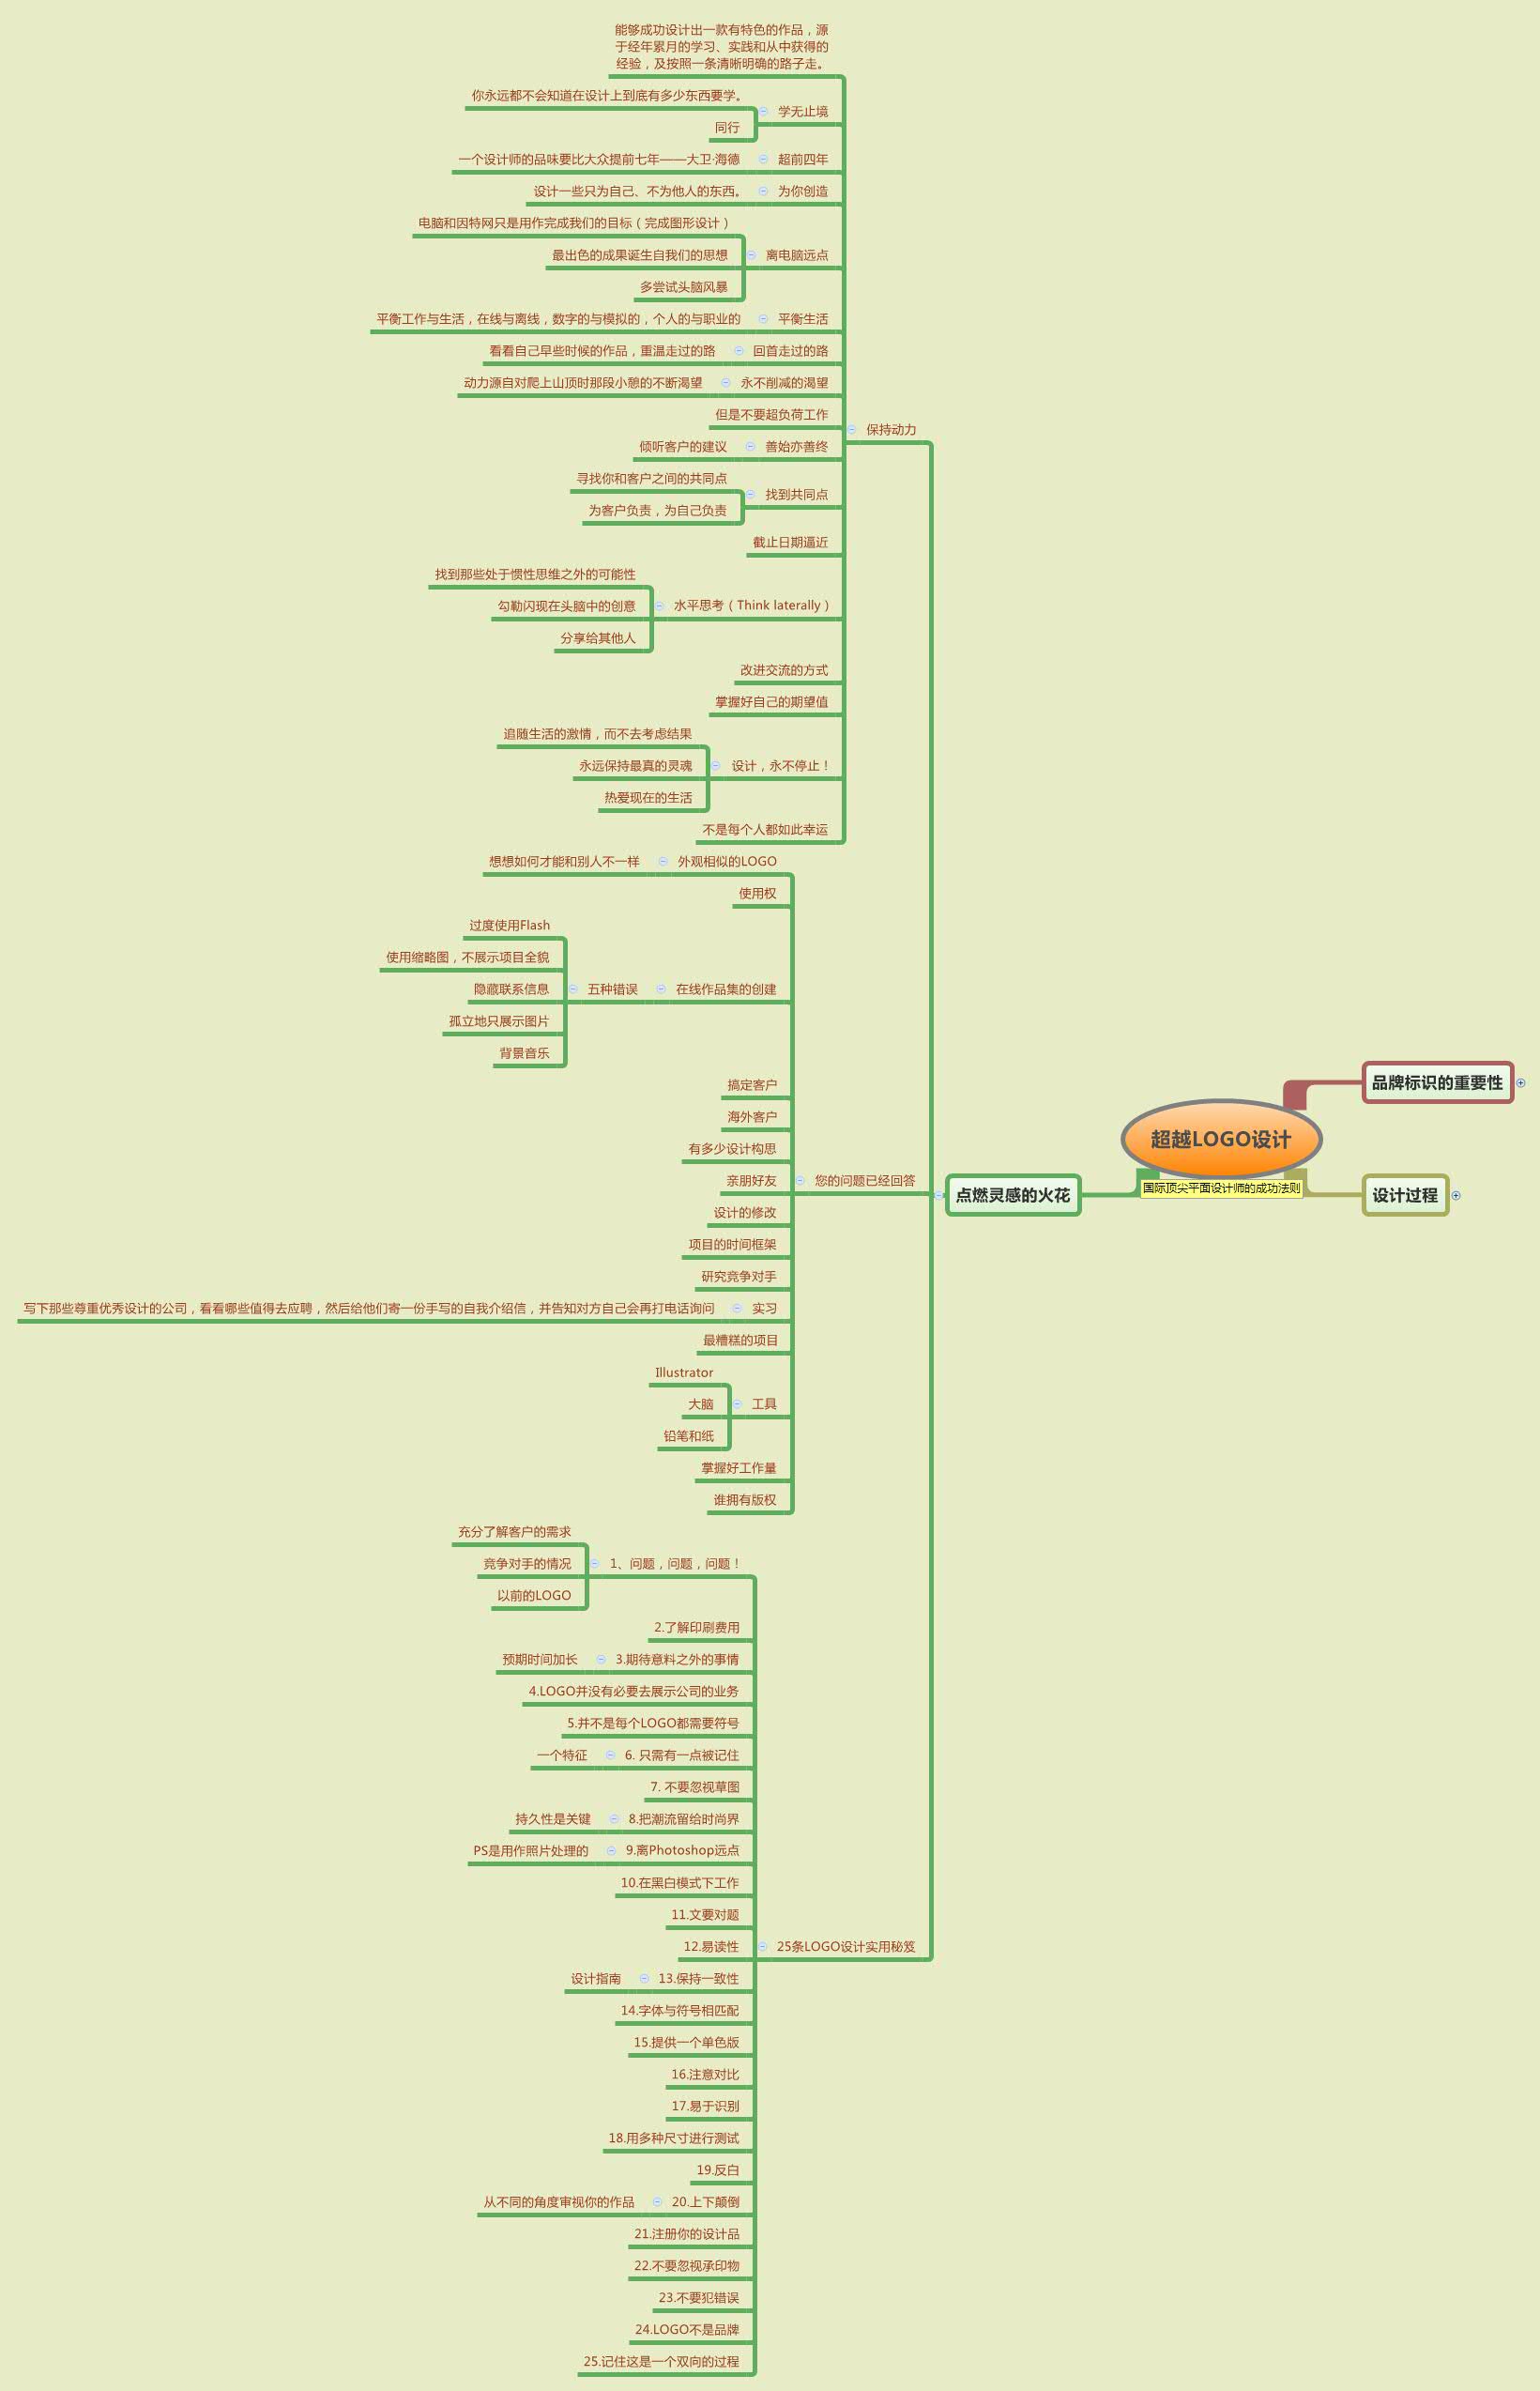 超越LOGO设计
国际顶尖平面设计师的成功法则
品牌标识的重要性
设计过程
点燃灵感的火花
保持动力
能够成功设计出一款有特色的作品，源
于经年累月的学习、实践和从中获得的
经验，及按照一条清晰明确的路子走。
学无止境
你永远都不会知道在设计上到底有多少东西要学。
同行
超前四年
一个设计师的品味要比大众提前七年——大卫·海德
为你创造
设计一些只为自己、不为他人的东西。
离电脑远点
电脑和因特网只是用作完成我们的目标（完成图形设计）
最出色的成果诞生自我们的思想
多尝试头脑风暴
平衡生活
平衡工作与生活，在线与离线，数字的与模拟的，个人的与职业的
回首走过的路
看看自己早些时候的作品，重温走过的路
永不削减的渴望
动力源自对爬上山顶时那段小憩的不断渴望
但是不要超负荷工作
善始亦善终
倾听客户的建议
找到共同点
寻找你和客户之间的共同点
为客户负责，为自己负责
截止日期逼近
水平思考（Think laterally）
找到那些处于惯性思维之外的可能性
勾勒闪现在头脑中的创意
分享给其他人
改进交流的方式
掌握好自己的期望值
设计，永不停止！
追随生活的激情，而不去考虑结果
永远保持最真的灵魂
热爱现在的生活
不是每个人都如此幸运
您的问题已经回答
外观相似的LOGO
想想如何才能和别人不一样
使用权
在线作品集的创建
五种错误
过度使用Flash
使用缩略图，不展示项目全貌
隐藏联系信息
孤立地只展示图片
背景音乐
搞定客户
海外客户
有多少设计构思
亲朋好友
设计的修改
项目的时间框架
研究竞争对手
实习
写下那些尊重优秀设计的公司，看看哪些值得去应聘，然后给他们寄一份手写的自我介绍信，并告知对方自己会再打电话询问
最糟糕的项目
工具
Illustrator
大脑
铅笔和纸
掌握好工作量
谁拥有版权
25条LOGO设计实用秘笈
1、问题，问题，问题！
充分了解客户的需求
竞争对手的情况
以前的LOGO
2.了解印刷费用
3.期待意料之外的事情
预期时间加长
4.LOGO并没有必要去展示公司的业务
5.并不是每个LOGO都需要符号
6. 只需有一点被记住
一个特征
7. 不要忽视草图
8.把潮流留给时尚界
持久性是关键
9.离Photoshop远点
PS是用作照片处理的
10.在黑白模式下工作
11.文要对题
12.易读性
13.保持一致性
设计指南
14.字体与符号相匹配
15.提供一个单色版
16.注意对比
17.易于识别
18.用多种尺寸进行测试
19.反白
20.上下颠倒
从不同的角度审视你的作品
21.注册你的设计品
22.不要忽视承印物
23.不要犯错误
24.LOGO不是品牌
25.记住这是一个双向的过程